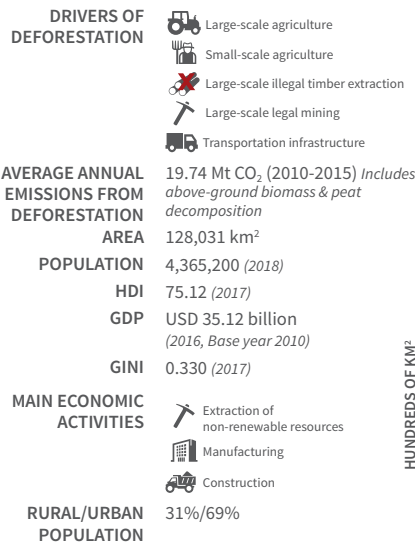 DRIVERS OF
DEFORESTATION
Large-scale agriculture
Small-scale agriculture
Large-scale illegal timber extraction
Large-scale legal mining
Transportation infrastructure
AVERAGE ANNUAL
EMISSIONS FROM
DEFORESTATION
19.74 Mt CO₂ (2010-2015) Includes
above-ground biomass & peat
decomposition
AREA
128,031 km²
POPULATION
4,365,200 (2018)
HDI
75.12 (2017)
GDP
USD 35.12 billion
(2016, Base year 2010)
GINI
0.330 (2017)
MAIN ECONOMIC
ACTIVITIES
Extraction of
non-renewable resources
Manufacturing
Construction
RURAL/URBAN
POPULATION
31%/69%
HUNDREDS OF KM²